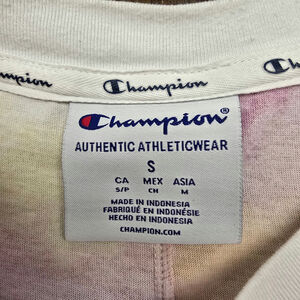 Champion
Champion
Champion
Champion®
AUTHENTIC ATHLETICWEAR
S
CA MEX ASIA
S/P CH M
MADE IN INDONESIA
FABRIQUÉ EN INDONÉSIE
HECHO EN INDONESIA
CHAMPION.COM